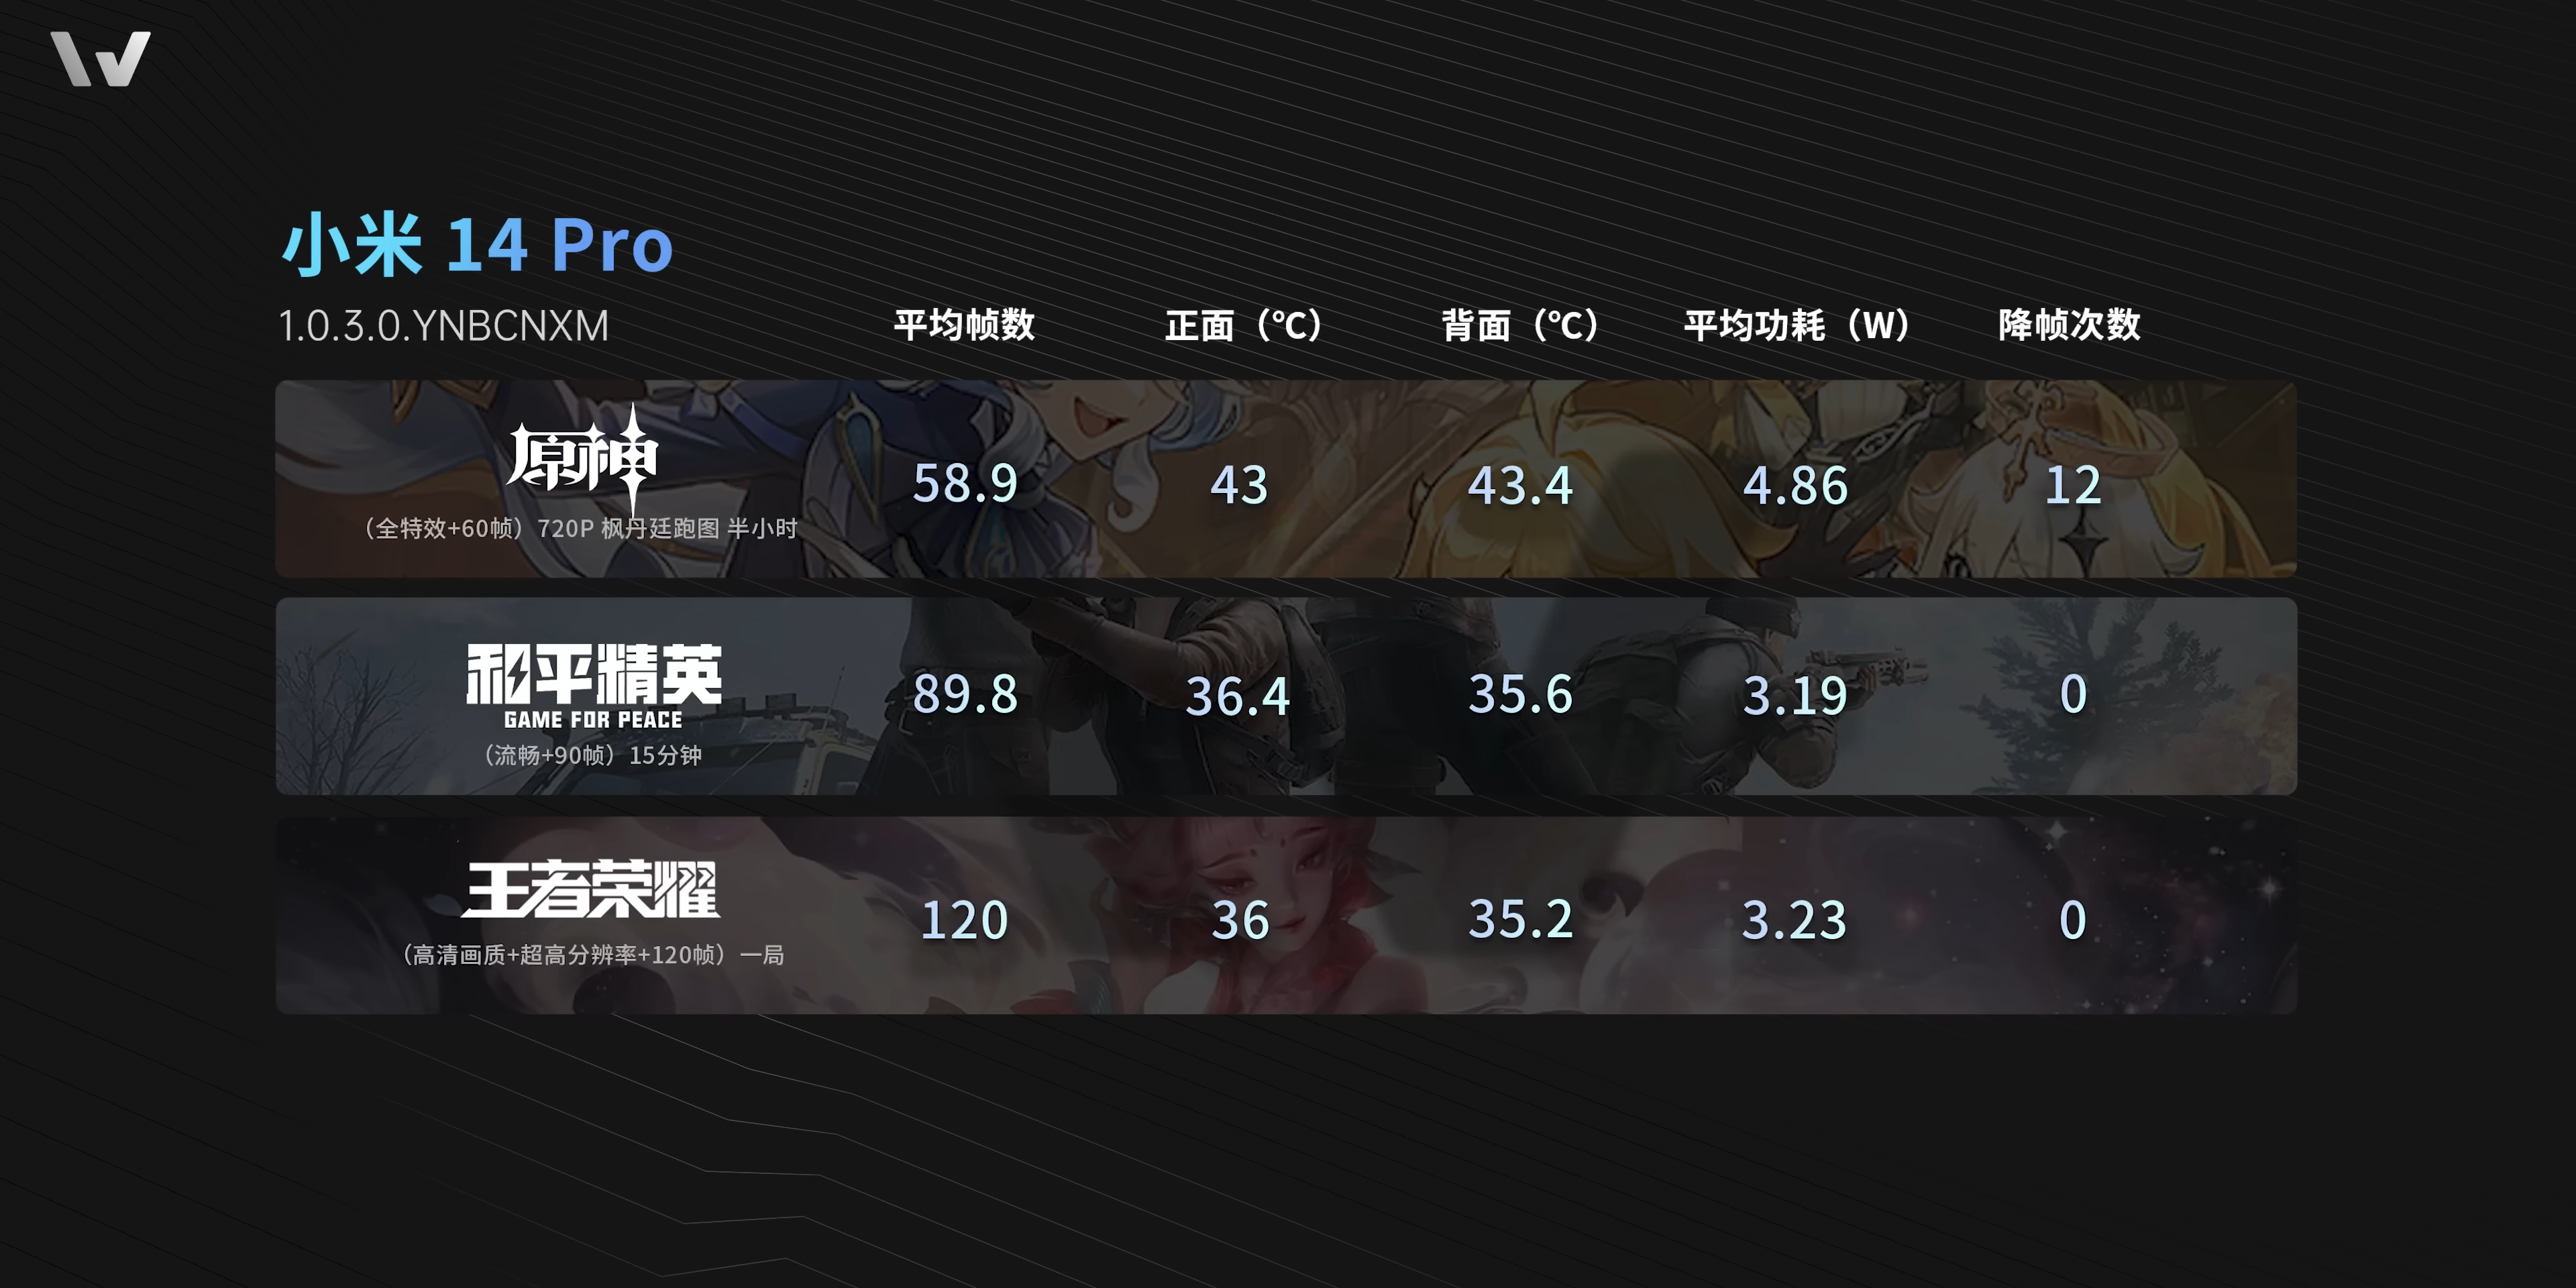 小米 14 Pro
1.0.3.0.YNBCNXM 平均帧数 正面（℃） 背面（℃） 平均功耗（W） 降帧次数
原神 58.9 43 43.4 4.86 12
（全特效+60帧）720P 枫丹廷跑图 半小时
和平精英
GAME FOR PEACE 89.8 36.4 35.6 3.19 0
（流畅+90帧）15分钟
王者荣耀 120 36 35.2 3.23 0
（高清画质+超高分辨率+120帧）一局